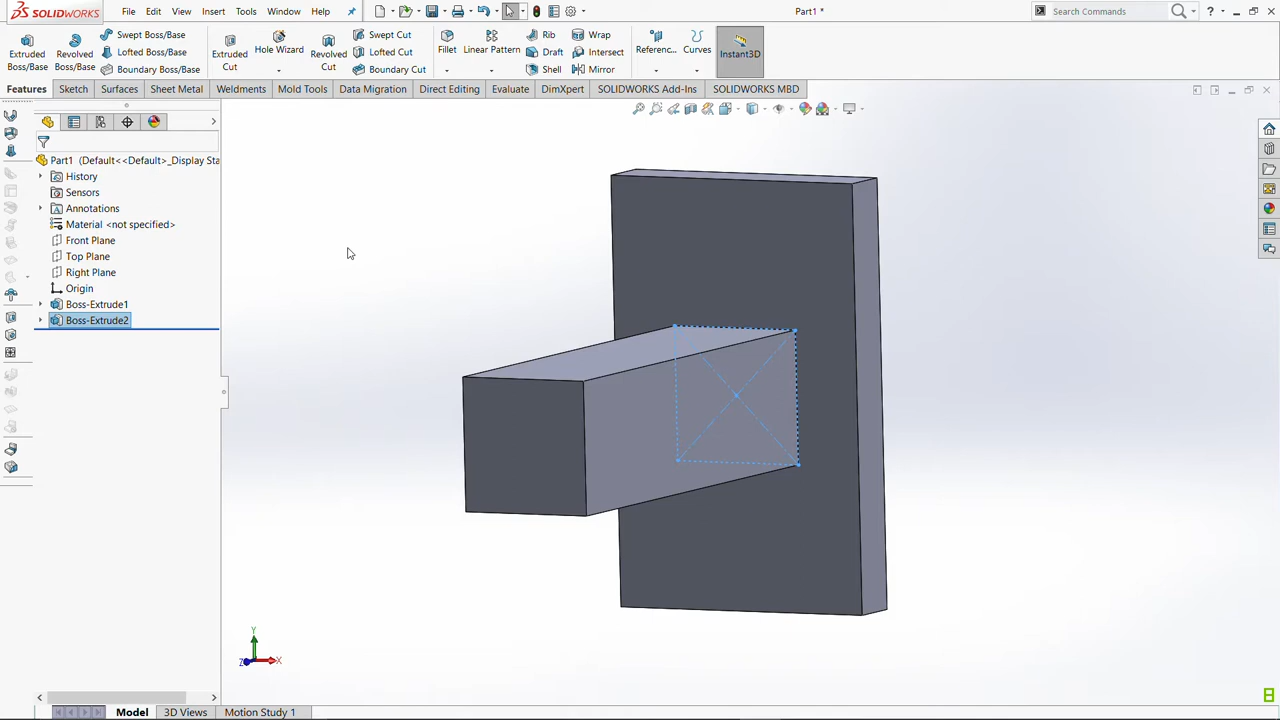 SOLIDWORKS
File Edit View Insert Tools Window Help
Part1 *
Search Commands
Extruded Boss/Base
Revolved Boss/Base
Swept Boss/Base
Lofted Boss/Base
Boundary Boss/Base
Extruded Cut
Hole Wizard
Revolved Cut
Swept Cut
Lofted Cut
Boundary Cut
Fillet
Linear Pattern
Rib
Draft
Shell
Wrap
Intersect
Mirror
Referenc...
Curves
Instant3D
Features Sketch Surfaces Sheet Metal Weldments Mold Tools Data Migration Direct Editing Evaluate DimXpert SOLIDWORKS Add-Ins SOLIDWORKS MBD
Part1 (Default<<Default>_Display Sta
History
Sensors
Annotations
Material <not specified>
Front Plane
Top Plane
Right Plane
Origin
Boss-Extrude1
Boss-Extrude2
Y
Z X
Model 3D Views Motion Study 1